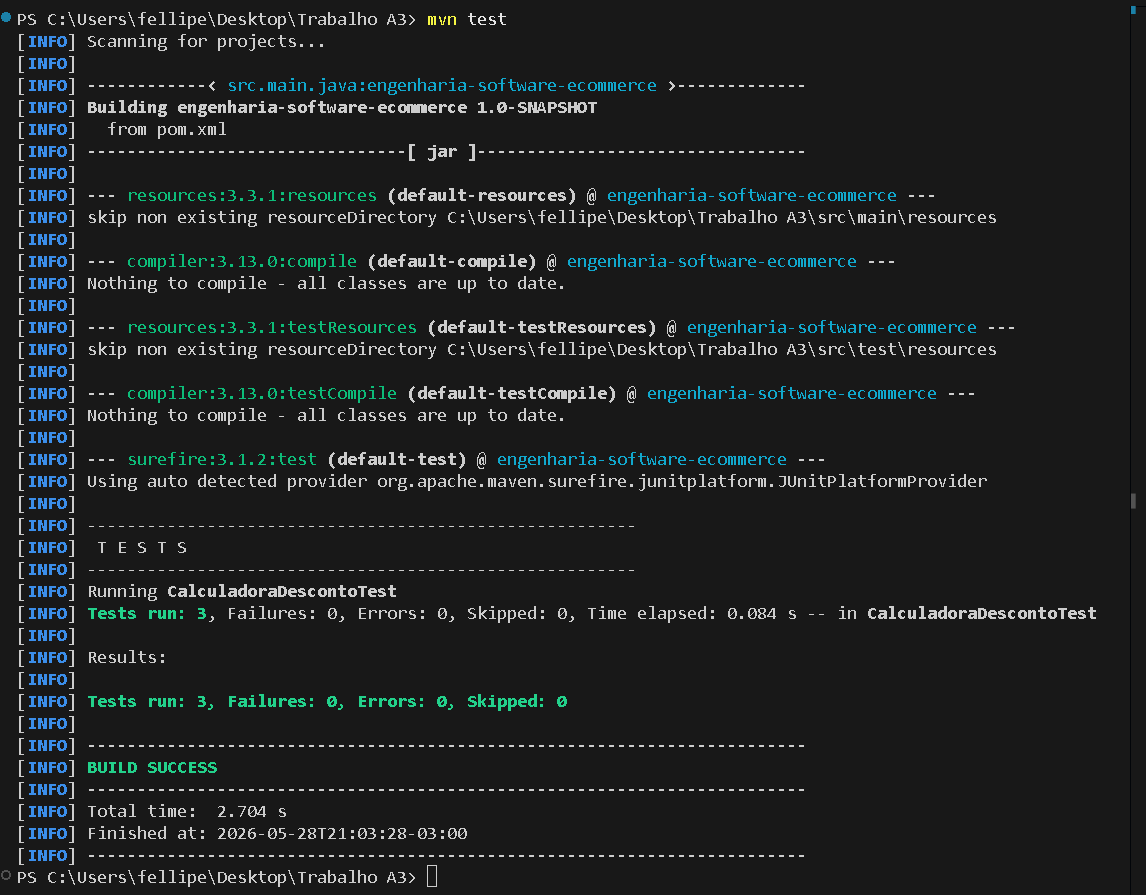 PS C:\Users\fellipe\Desktop\Trabalho A3> mvn test
[INFO] Scanning for projects...
[INFO]
[INFO] ------------< src.main.java:engenharia-software-ecommerce >-------------
[INFO] Building engenharia-software-ecommerce 1.0-SNAPSHOT
[INFO]   from pom.xml
[INFO] --------------------------------[ jar ]---------------------------------
[INFO]
[INFO] --- resources:3.3.1:resources (default-resources) @ engenharia-software-ecommerce ---
[INFO] skip non existing resourceDirectory C:\Users\fellipe\Desktop\Trabalho A3\src\main\resources
[INFO]
[INFO] --- compiler:3.13.0:compile (default-compile) @ engenharia-software-ecommerce ---
[INFO] Nothing to compile - all classes are up to date.
[INFO]
[INFO] --- resources:3.3.1:testResources (default-testResources) @ engenharia-software-ecommerce ---
[INFO] skip non existing resourceDirectory C:\Users\fellipe\Desktop\Trabalho A3\src\test\resources
[INFO]
[INFO] --- compiler:3.13.0:testCompile (default-testCompile) @ engenharia-software-ecommerce ---
[INFO] Nothing to compile - all classes are up to date.
[INFO]
[INFO] --- surefire:3.1.2:test (default-test) @ engenharia-software-ecommerce ---
[INFO] Using auto detected provider org.apache.maven.surefire.junitplatform.JUnitPlatformProvider
[INFO]
[INFO] -------------------------------------------------------
[INFO]  T E S T S
[INFO] -------------------------------------------------------
[INFO] Running CalculadoraDescontoTest
[INFO] Tests run: 3, Failures: 0, Errors: 0, Skipped: 0, Time elapsed: 0.084 s -- in CalculadoraDescontoTest
[INFO]
[INFO] Results:
[INFO]
[INFO] Tests run: 3, Failures: 0, Errors: 0, Skipped: 0
[INFO]
[INFO] ------------------------------------------------------------------------
[INFO] BUILD SUCCESS
[INFO] ------------------------------------------------------------------------
[INFO] Total time:  2.704 s
[INFO] Finished at: 2026-05-28T21:03:28-03:00
[INFO] ------------------------------------------------------------------------
PS C:\Users\fellipe\Desktop\Trabalho A3>